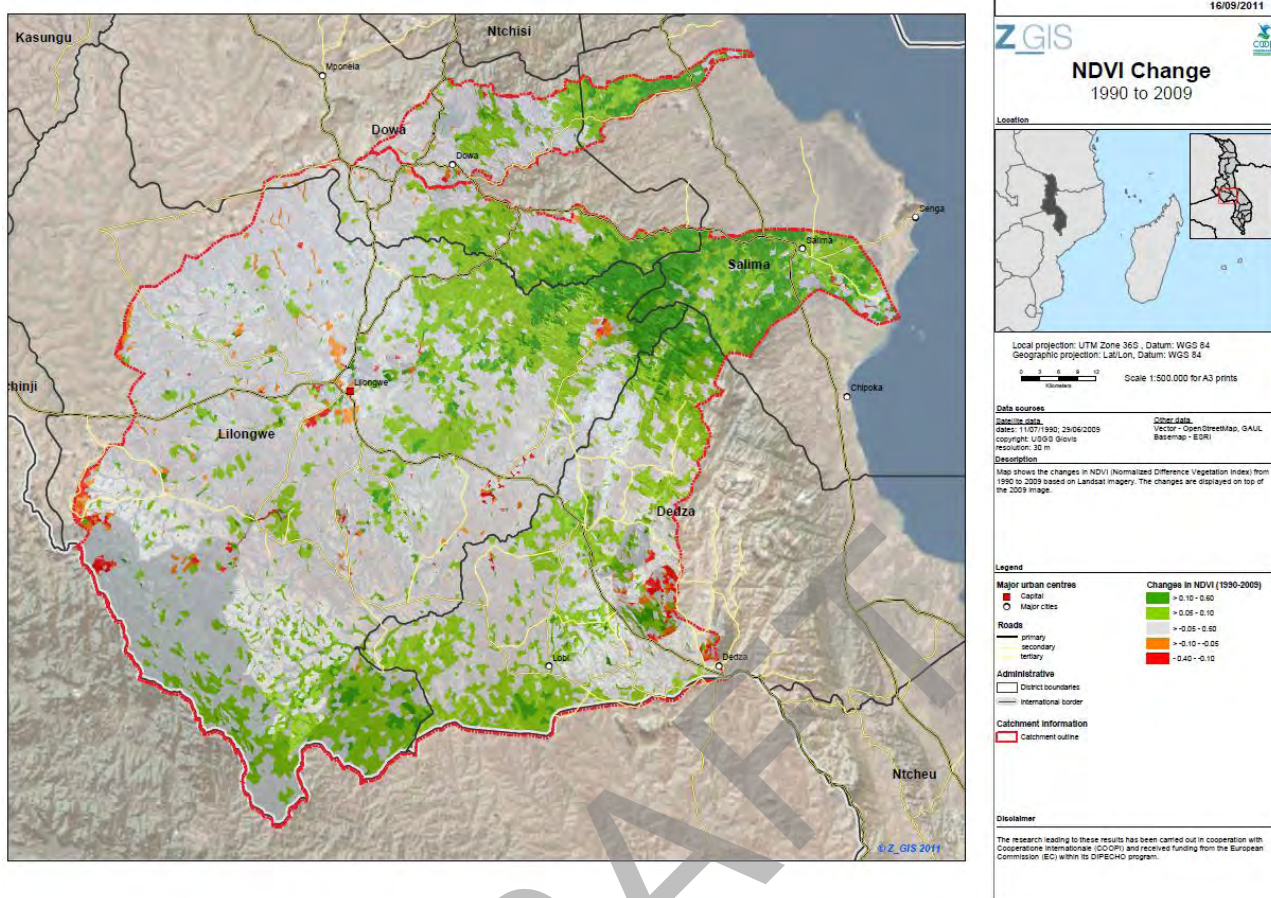 16/09/2011
Z_GIS
NDVI Change
1990 to 2009
Location
Local projection: UTM Zone 36S , Datum: WGS 84
Geographic projection: Lat/Lon, Datum: WGS 84
0 3 6 9 12
Kilometers
Scale 1:500.000 for A3 prints
Data sources
Satellite data
dates: 11/07/1990; 29/06/2009
copyright: USGS Glovis
resolution: 30 m
Other data
Vector - OpenStreetMap, GAUL
Basemap - ESRI
Description
Map shows the changes in NDVI (Normalized Difference Vegetation Index) from
1990 to 2009 based on Landsat imagery. The changes are displayed on top of
the 2009 image.
Legend
Major urban centres
Capital
Major cities
Roads
primary
secondary
tertiary
Administrative
District boundaries
International border
Catchment information
Catchment outline
Changes in NDVI (1990-2009)
> 0.10 - 0.60
> 0.05 - 0.10
> -0.05 - 0.50
> -0.10 - -0.05
-0.40 - -0.10
Disclaimer
The research leading to these results has been carried out in cooperation with
Cooperazione Internationale (COOPI) and received funding from the European
Commission (EC) within its DIPECHO program.
Kasungu
Ntchisi
Mponela
Dowa
Dowa
Senga
Salima
Salima
Lilongwe
Chipoka
chinji
Lilongwe
Dedza
Lobi
Dedza
Ntcheu
© Z_GIS 2011